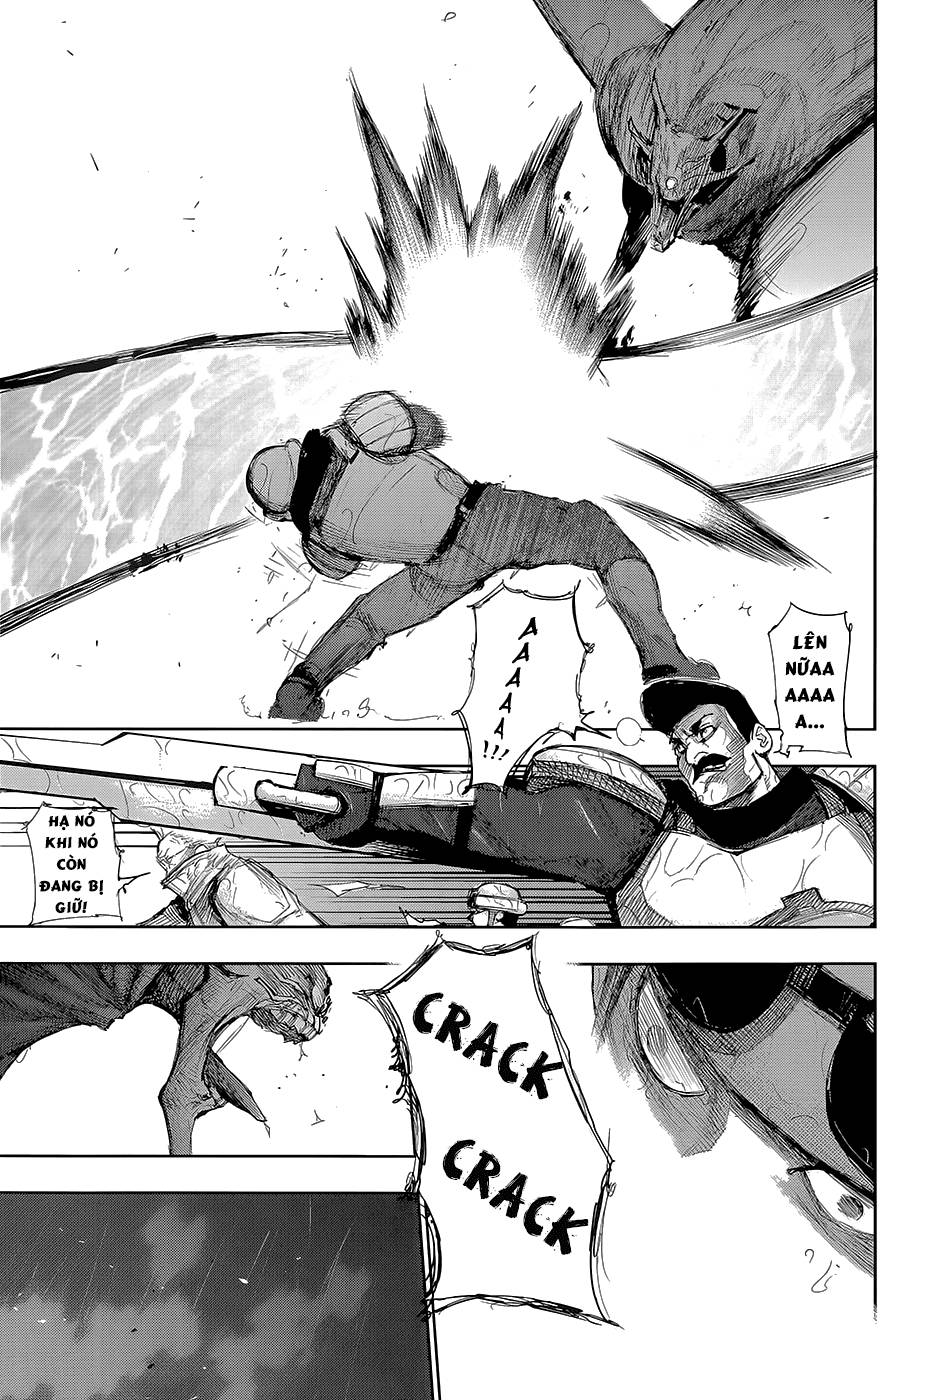 LÊN
NỮAA
AAAA
A...
A
A
A
A
A
!!!
HẠ NÓ
KHI NÓ
CÒN
ĐANG BỊ
GIỮ!
CRACK
CRACK